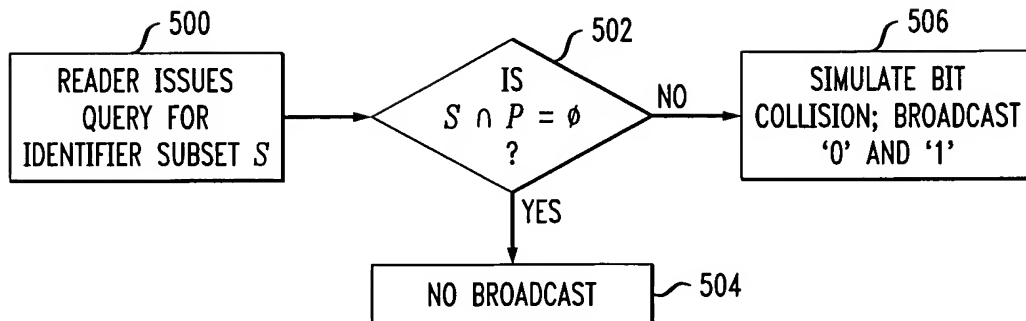 500
READER ISSUES
QUERY FOR
IDENTIFIER SUBSET S
502
IS
S ∩ P = ϕ
?
NO
506
SIMULATE BIT
COLLISION; BROADCAST
‘0’ AND ‘1’
YES
NO BROADCAST
504